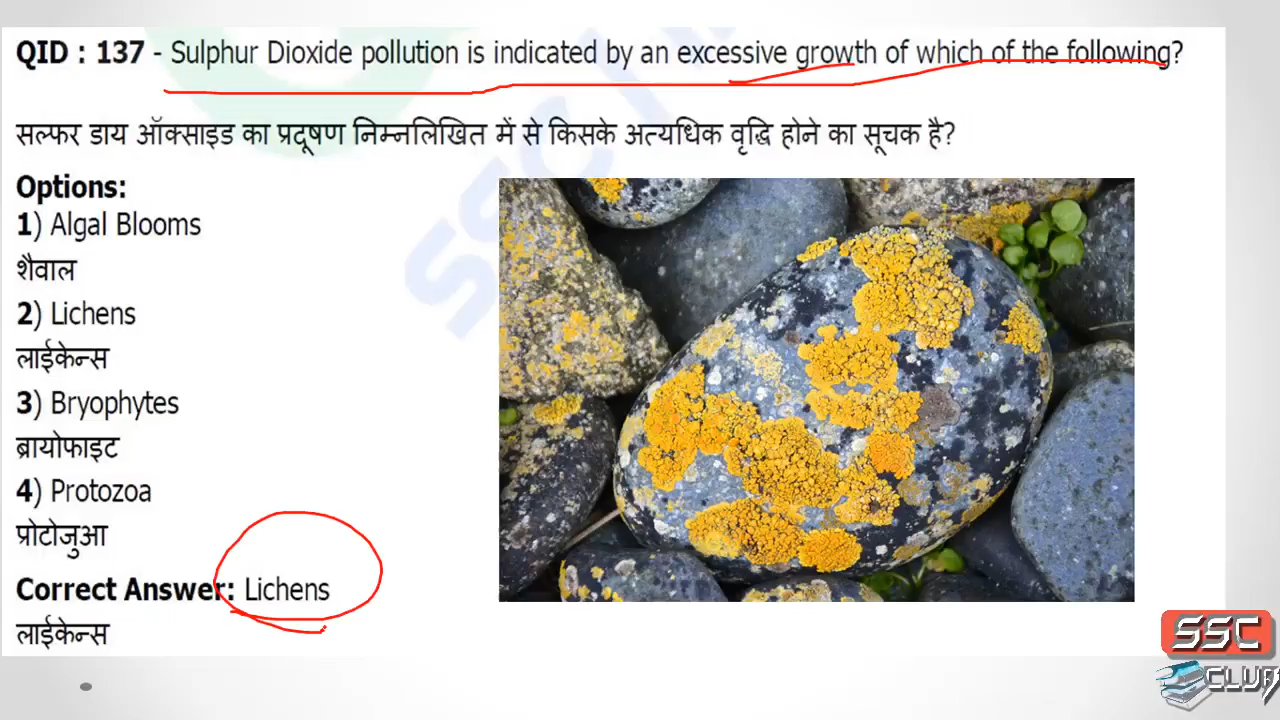 QID : 137 - Sulphur Dioxide pollution is indicated by an excessive growth of which of the following?
सल्फर डाय ऑक्साइड का प्रदूषण निम्नलिखित में से किसके अत्यधिक वृद्धि होने का सूचक है?
Options:
1) Algal Blooms
शैवाल
2) Lichens
लाईकेन्स
3) Bryophytes
ब्रायोफाइट
4) Protozoa
प्रोटोजुआ
Correct Answer: Lichens
लाईकेन्स
SSC
CLUB